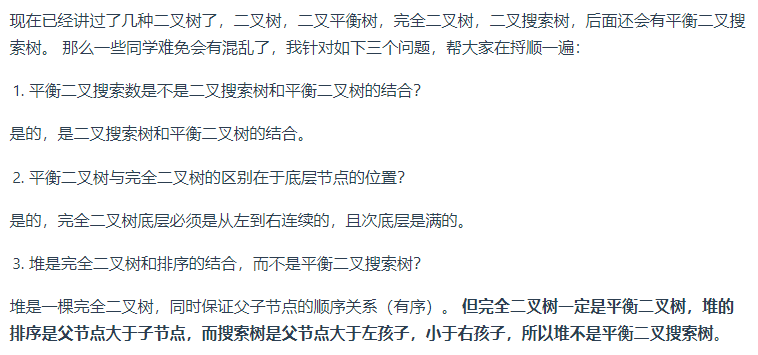 现在已经讲过了几种二叉树了，二叉树，二叉平衡树，完全二叉树，二叉搜索树，后面还会有平衡二叉搜
索树。 那么一些同学难免会有混乱了，我针对如下三个问题，帮大家在捋顺一遍：
1. 平衡二叉搜索数是不是二叉搜索树和平衡二叉树的结合？
是的，是二叉搜索树和平衡二叉树的结合。
2. 平衡二叉树与完全二叉树的区别在于底层节点的位置？
是的，完全二叉树底层必须是从左到右连续的，且次底层是满的。
3. 堆是完全二叉树和排序的结合，而不是平衡二叉搜索树？
堆是一棵完全二叉树，同时保证父子节点的顺序关系（有序）。 但完全二叉树一定是平衡二叉树，堆的
排序是父节点大于子节点，而搜索树是父节点大于左孩子，小于右孩子，所以堆不是平衡二叉搜索树。